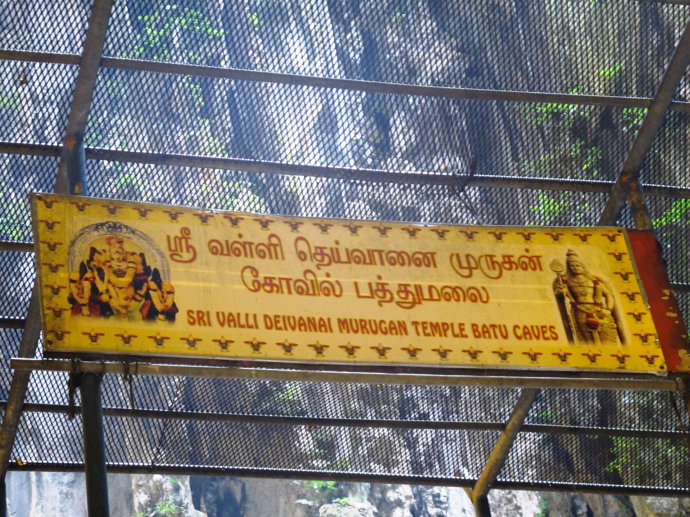 ஸ்ரீ வள்ளி தெய்வானை முருகன்
கோவில் பத்துமலை
SRI VALLI DEIVANAI MURUGAN TEMPLE BATU CAVES